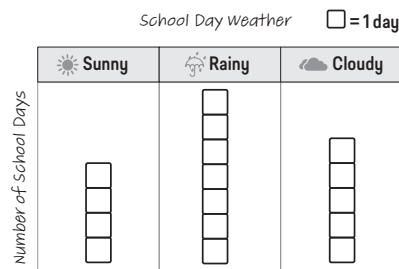 School Day Weather
= 1 day
Sunny
Rainy
Cloudy
Number of School Days